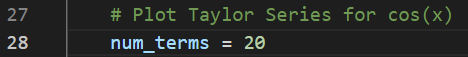 27 # Plot Taylor Series for cos(x)
28 num_terms = 20